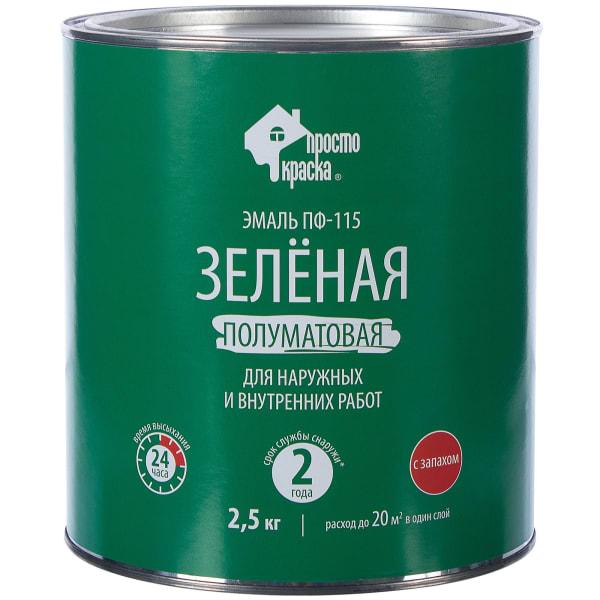 просто
краска ®
ЭМАЛЬ ПФ-115
ЗЕЛЁНАЯ
ПОЛУМАТОВАЯ
ДЛЯ НАРУЖНЫХ
И ВНУТРЕННИХ РАБОТ
время высыхания
24
часа
срок службы снаружи*
2
года
с запахом
2,5 кг
расход до 20 м² в один слой